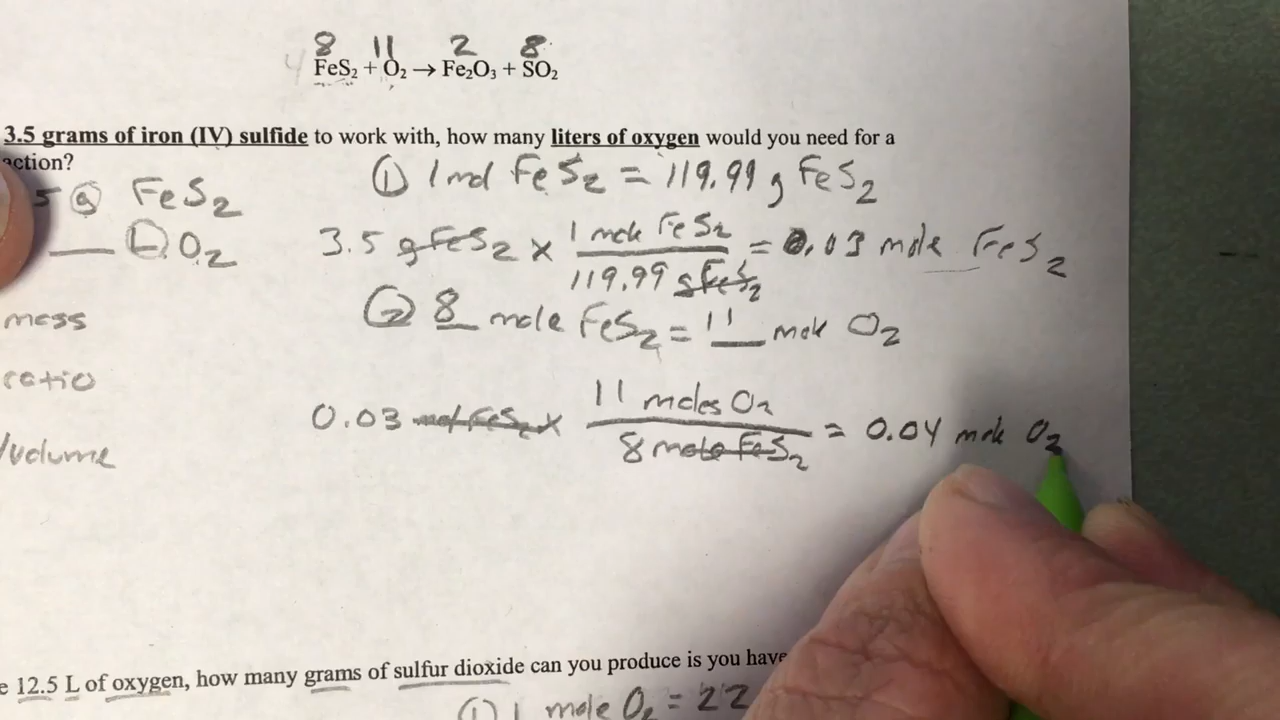 8 11 2 8
4 FeS₂ + O₂ → Fe₂O₃ + SO₂
3.5 grams of iron (IV) sulfide to work with, how many liters of oxygen would you need for a
action?
① 1 mol FeS₂ = 119.99 g FeS₂
5 g FeS₂
__ L O₂
3.5 g FeS₂ × 1 mole FeS₂ / 119.99 g FeS₂ = 0.03 mole FeS₂
mass
② 8 mole FeS₂ = 11 mole O₂
ratio
0.03 mol FeS₂ × 11 moles O₂ / 8 mole FeS₂ = 0.04 mole O₂
/volume
e 12.5 L of oxygen, how many grams of sulfur dioxide can you produce is you have
① 1 mole O₂ = 22